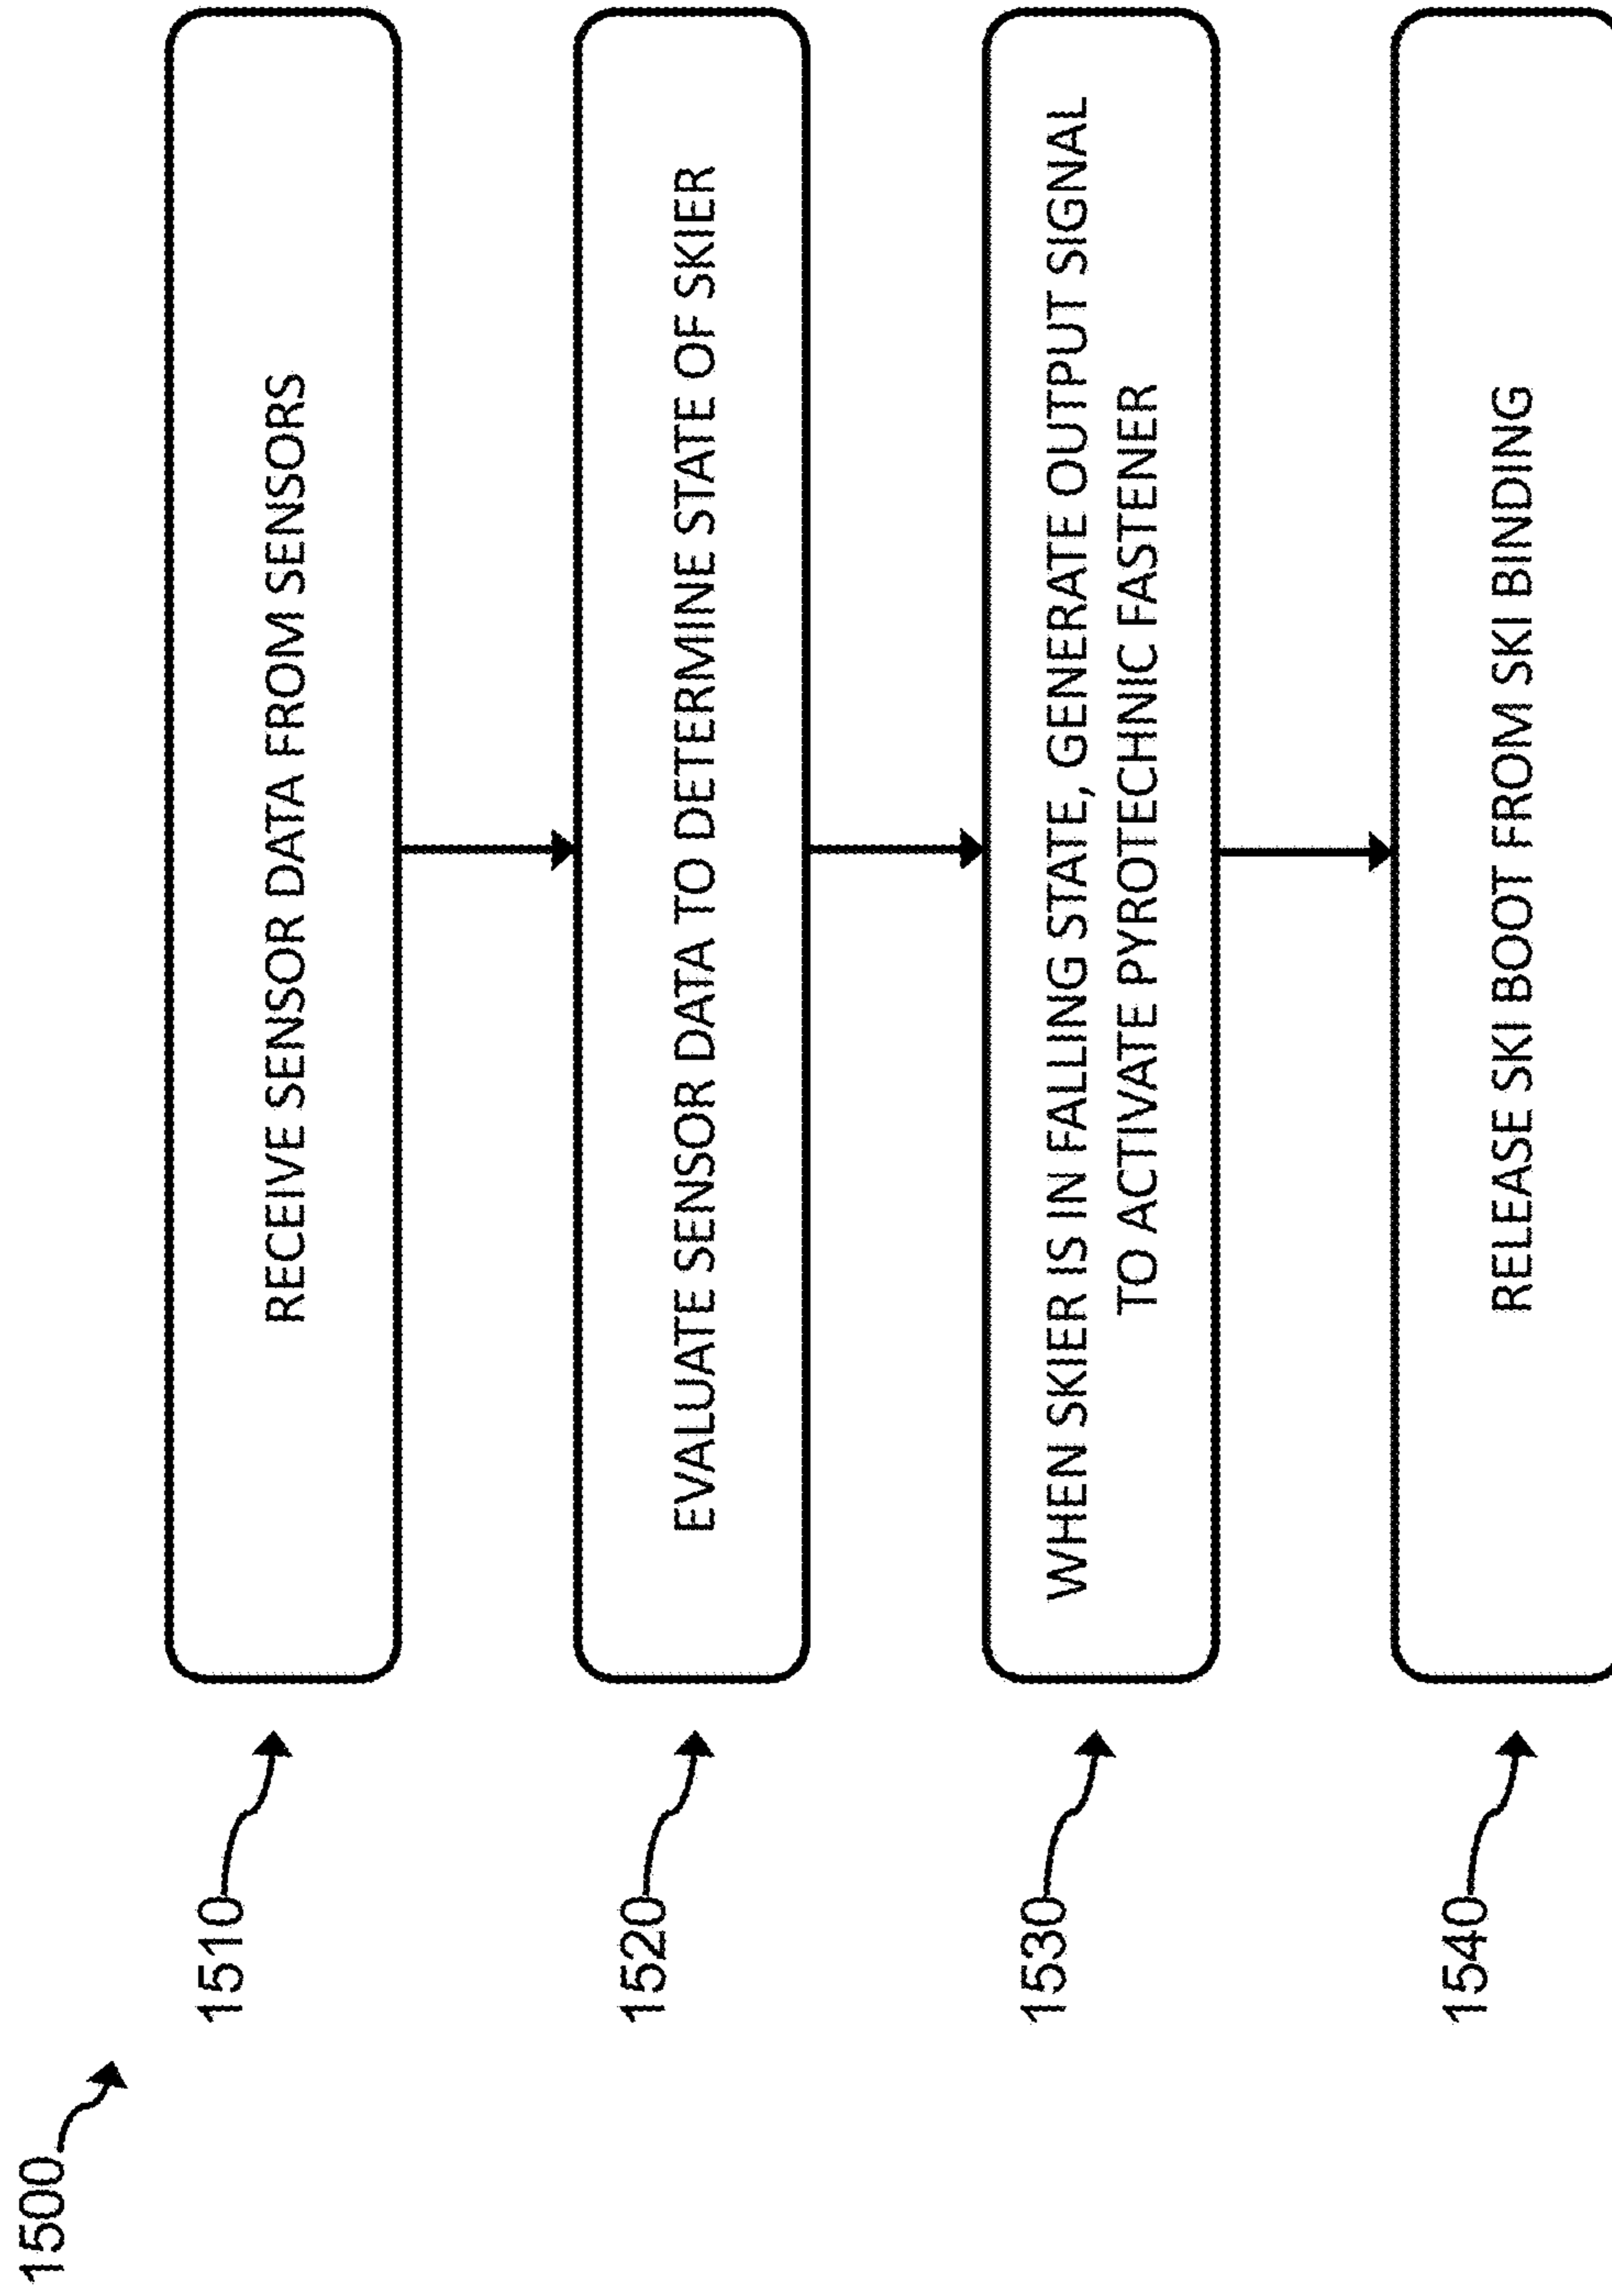 1500
1510
RECEIVE SENSOR DATA FROM SENSORS
1520
EVALUATE SENSOR DATA TO DETERMINE STATE OF SKIER
1530
WHEN SKIER IS IN FALLING STATE, GENERATE OUTPUT SIGNAL
TO ACTIVATE PYROTECHNIC FASTENER
1540
RELEASE SKI BOOT FROM SKI BINDING